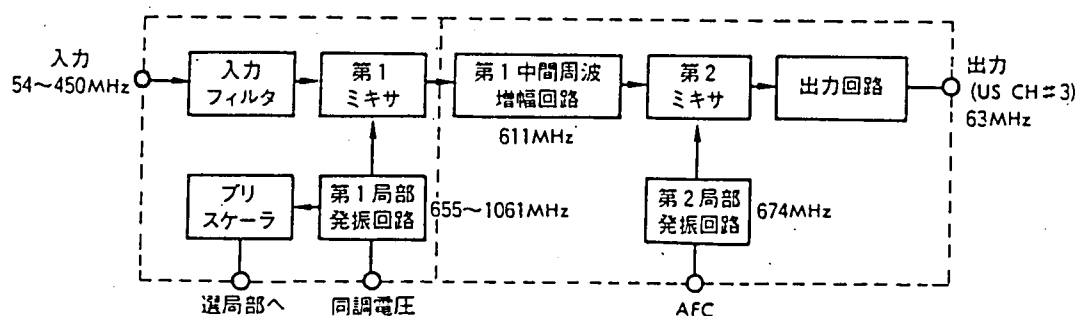 入力
54〜450MHz
入力
フィルタ
第1
ミキサ
第1中間周波
増幅回路
611MHz
第2
ミキサ
出力回路
出力
(US CH#3)
63MHz
プリ
スケーラ
第1局部
発振回路
655〜1061MHz
第2局部
発振回路
674MHz
選局部へ
同調電圧
AFC